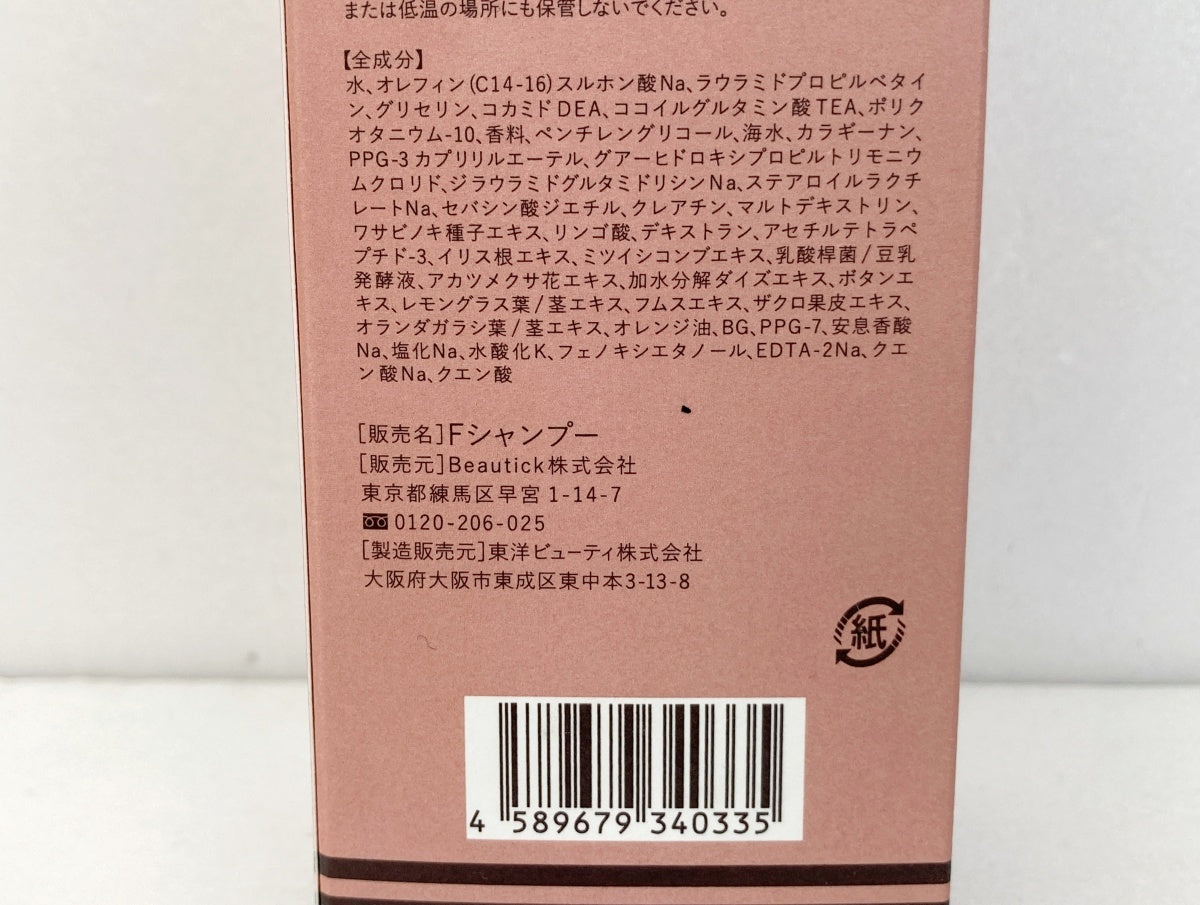 または低温の場所にも保管しないでください。
【全成分】
水、オレフィン(C14-16)スルホン酸Na、ラウラミドプロピルベタイ
ン、グリセリン、コカミドDEA、ココイルグルタミン酸TEA、ポリク
オタニウム-10、香料、ペンチレングリコール、海水、カラギーナン、
PPG-3カプリリルエーテル、グアーヒドロキシプロピルトリモニウ
ムクロリド、ジラウラミドグルタミドリシンNa、ステアロイルラクチ
レートNa、セバシン酸ジエチル、クレアチン、マルトデキストリン、
ワサビノキ種子エキス、リンゴ酸、デキストラン、アセチルテトラペ
プチド-3、イリス根エキス、ミツイシコンブエキス、乳酸桿菌/豆乳
発酵液、アカツメクサ花エキス、加水分解ダイズエキス、ボタンエ
キス、レモングラス葉/茎エキス、フムスエキス、ザクロ果皮エキス、
オランダガラシ葉/茎エキス、オレンジ油、BG、PPG-7、安息香酸
Na、塩化Na、水酸化K、フェノキシエタノール、EDTA-2Na、クエ
ン酸Na、クエン酸
[販売名]Fシャンプー
[販売元]Beautick株式会社
東京都練馬区早宮1-14-7
0120-206-025
[製造販売元]東洋ビューティ株式会社
大阪府大阪市東成区東中本3-13-8
紙
4 589679 340335